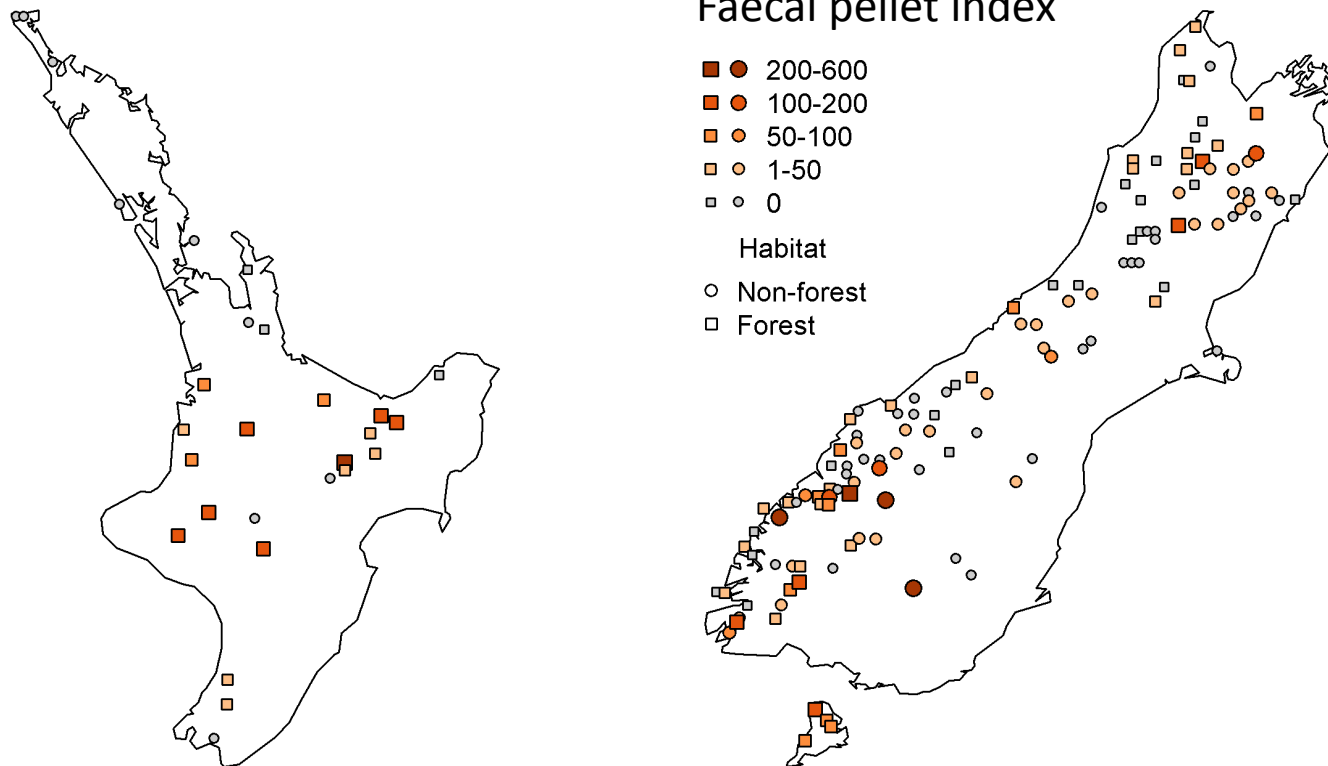 Faecal pellet index
200-600
100-200
50-100
1-50
0
Habitat
Non-forest
Forest